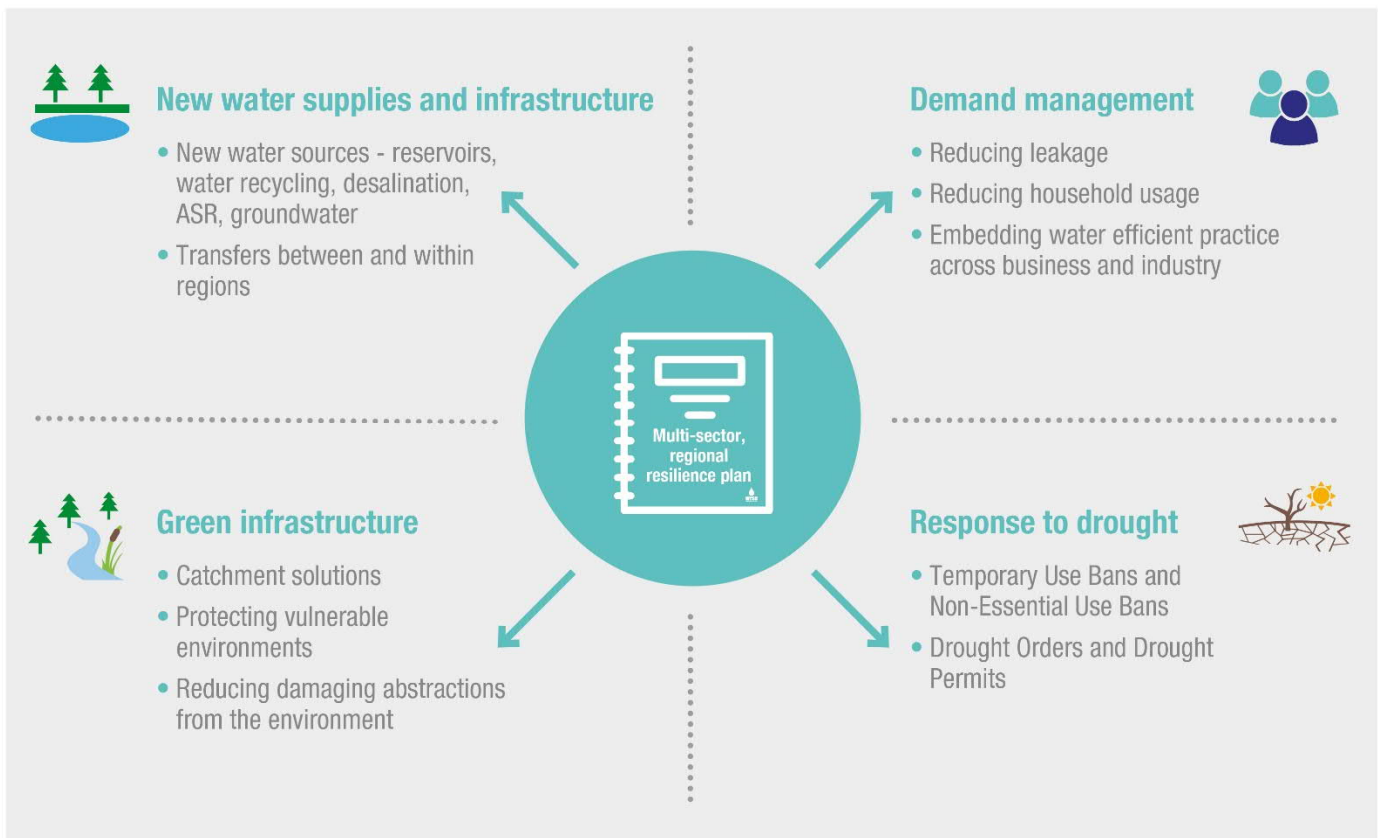 New water supplies and infrastructure
• New water sources - reservoirs,
water recycling, desalination,
ASR, groundwater
• Transfers between and within
regions
Demand management
• Reducing leakage
• Reducing household usage
• Embedding water efficient practice
across business and industry
Multi-sector,
regional
resilience plan
Green infrastructure
• Catchment solutions
• Protecting vulnerable
environments
• Reducing damaging abstractions
from the environment
Response to drought
• Temporary Use Bans and
Non-Essential Use Bans
• Drought Orders and Drought
Permits